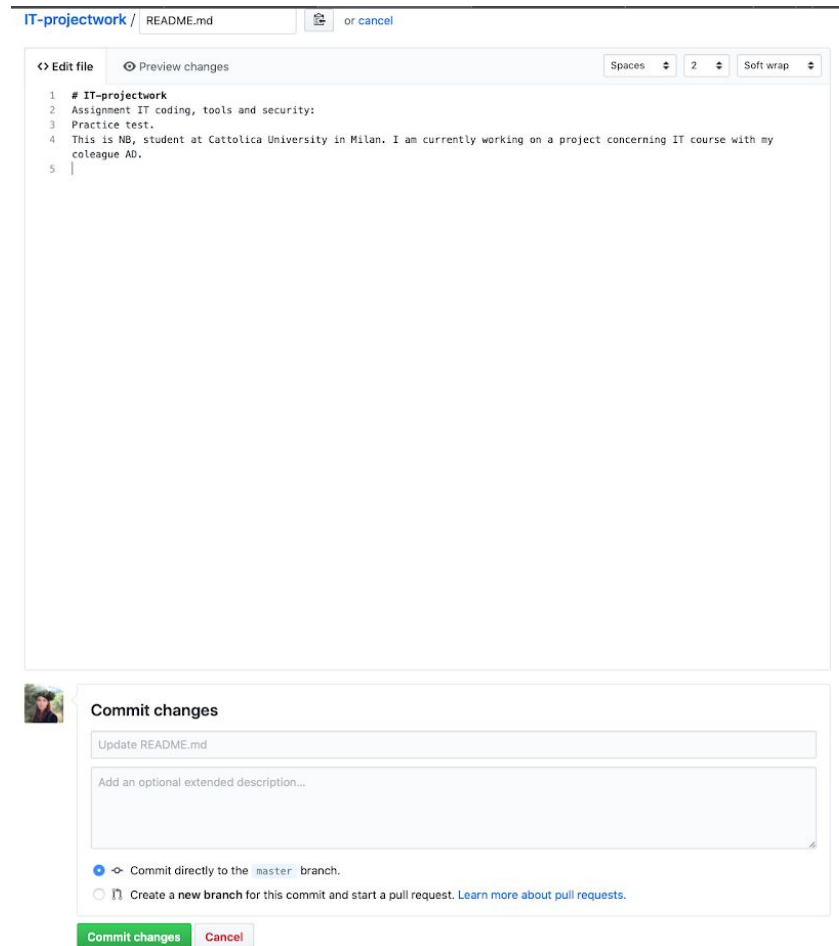 IT-projectwork / README.md or cancel
<> Edit file Preview changes Spaces 2 Soft wrap
1 # IT-projectwork
2 Assignment IT coding, tools and security:
3 Practice test.
4 This is NB, student at Cattolica University in Milan. I am currently working on a project concerning IT course with my
coleague AD.
5
Commit changes
Update README.md
Add an optional extended description...
Commit directly to the master branch.
Create a new branch for this commit and start a pull request. Learn more about pull requests.
Commit changes Cancel